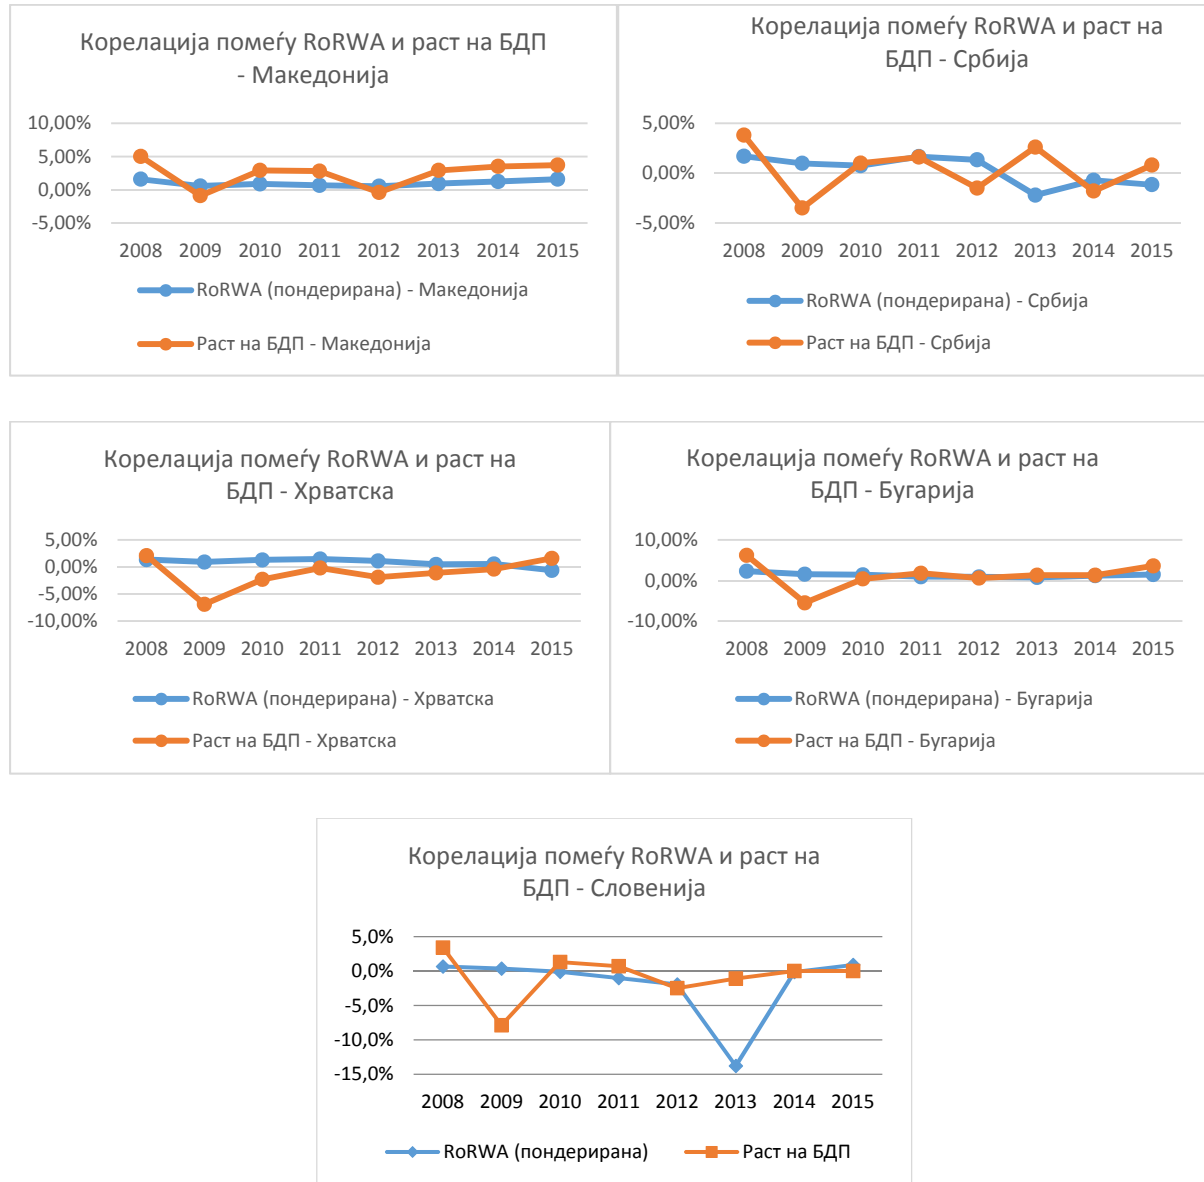 Корелација помеѓу RoRWA и раст на БДП
- Македонија
10,00%
5,00%
0,00%
-5,00%
2008 2009 2010 2011 2012 2013 2014 2015
RoRWA (пондерирана) - Македонија
Раст на БДП - Македонија
Корелација помеѓу RoRWA и раст на
БДП - Србија
5,00%
0,00%
-5,00%
2008 2009 2010 2011 2012 2013 2014 2015
RoRWA (пондерирана) - Србија
Раст на БДП - Србија
Корелација помеѓу RoRWA и раст на
БДП - Хрватска
5,00%
0,00%
-5,00%
-10,00%
2008 2009 2010 2011 2012 2013 2014 2015
RoRWA (пондерирана) - Хрватска
Раст на БДП - Хрватска
Корелација помеѓу RoRWA и раст на
БДП - Бугарија
10,00%
0,00%
-10,00%
2008 2009 2010 2011 2012 2013 2014 2015
RoRWA (пондерирана) - Бугарија
Раст на БДП - Бугарија
Корелација помеѓу RoRWA и раст на
БДП - Словенија
5,0%
0,0%
-5,0%
-10,0%
-15,0%
2008 2009 2010 2011 2012 2013 2014 2015
RoRWA (пондерирана) Раст на БДП